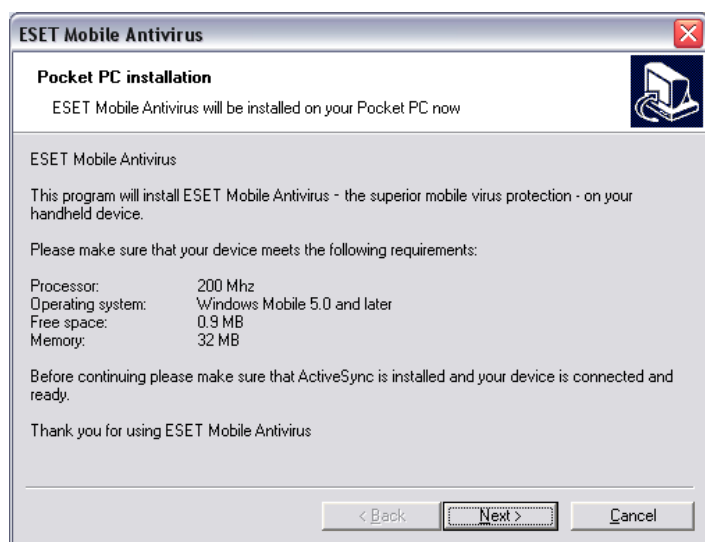 ESET Mobile Antivirus
Pocket PC installation
ESET Mobile Antivirus will be installed on your Pocket PC now
ESET Mobile Antivirus
This program will install ESET Mobile Antivirus - the superior mobile virus protection - on your
handheld device.
Please make sure that your device meets the following requirements:
Processor: 200 Mhz
Operating system: Windows Mobile 5.0 and later
Free space: 0.9 MB
Memory: 32 MB
Before continuing please make sure that ActiveSync is installed and your device is connected and
ready.
Thank you for using ESET Mobile Antivirus
< Back Next > Cancel